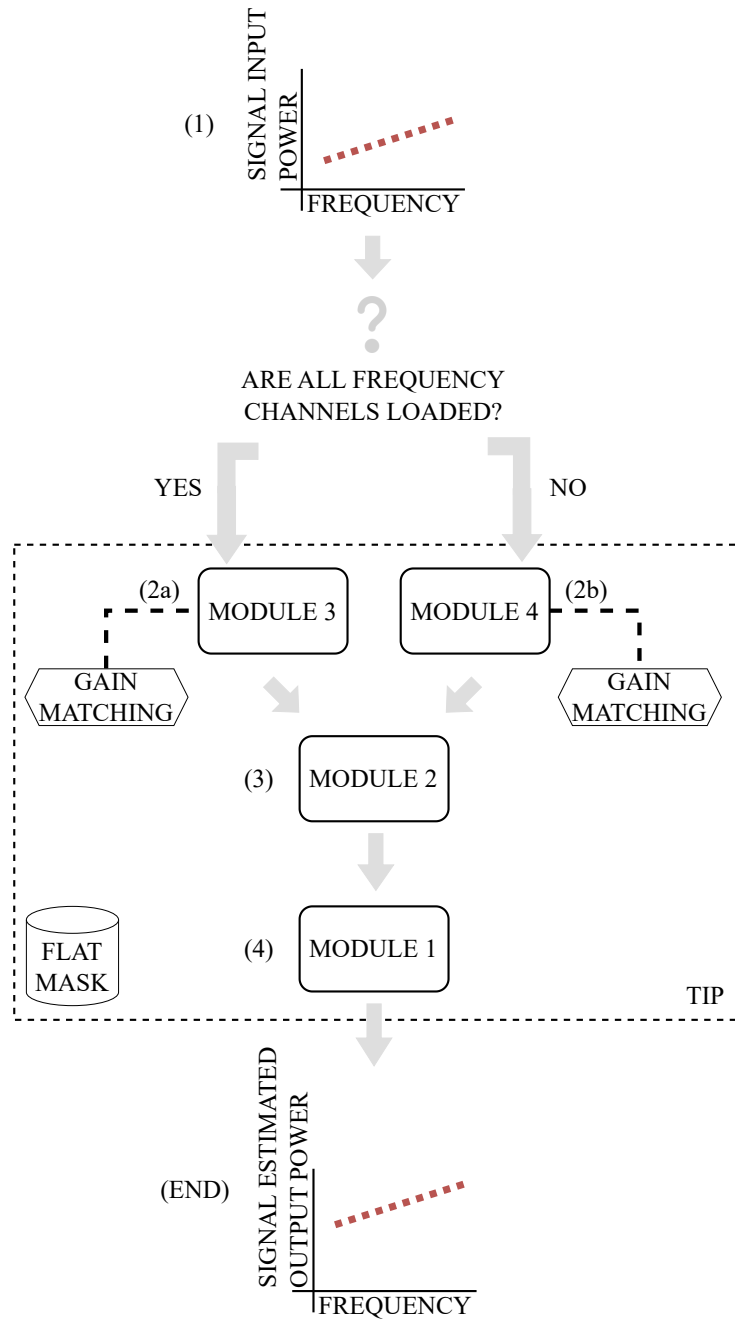 SIGNAL INPUT
POWER
(1)
FREQUENCY
?
ARE ALL FREQUENCY
CHANNELS LOADED?
YES
NO
(2a)
MODULE 3
MODULE 4
(2b)
GAIN
MATCHING
GAIN
MATCHING
(3)
MODULE 2
FLAT
MASK
(4)
MODULE 1
TIP
SIGNAL ESTIMATED
OUTPUT POWER
(END)
FREQUENCY